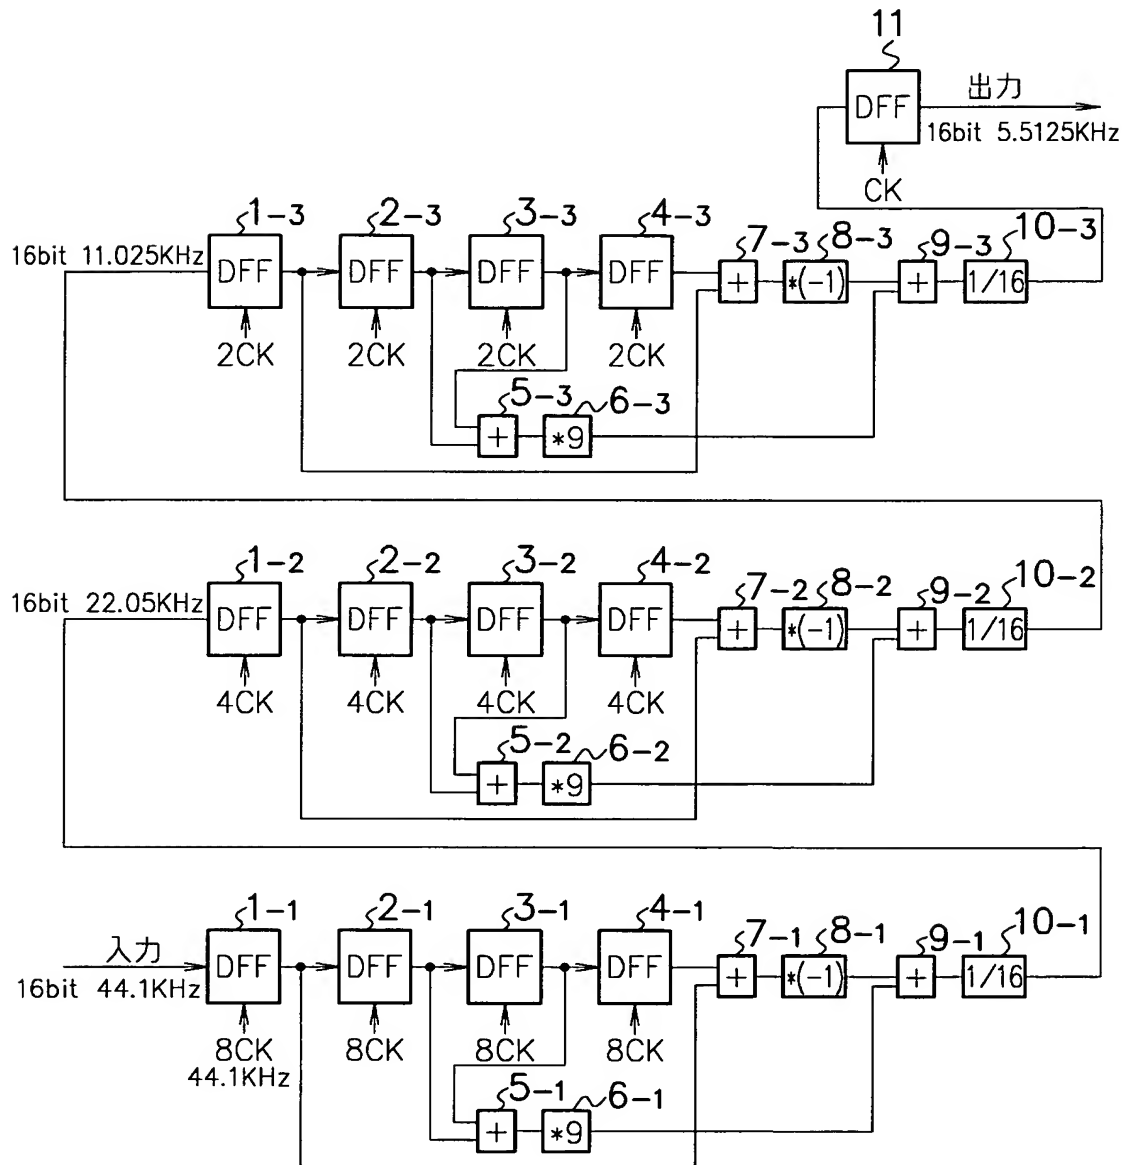 11
DFF
出力
16bit 5.5125KHz
CK
1-3
2-3
3-3
4-3
7-3
8-3
9-3
10-3
16bit 11.025KHz
DFF
DFF
DFF
DFF
+
*(-1)
+
1/16
2CK
2CK
2CK
2CK
5-3
6-3
+
*9
1-2
2-2
3-2
4-2
7-2
8-2
9-2
10-2
16bit 22.05KHz
DFF
DFF
DFF
DFF
+
*(-1)
+
1/16
4CK
4CK
4CK
4CK
5-2
6-2
+
*9
1-1
2-1
3-1
4-1
7-1
8-1
9-1
10-1
入力
16bit 44.1KHz
DFF
DFF
DFF
DFF
+
*(-1)
+
1/16
8CK
44.1KHz
8CK
8CK
8CK
5-1
6-1
+
*9